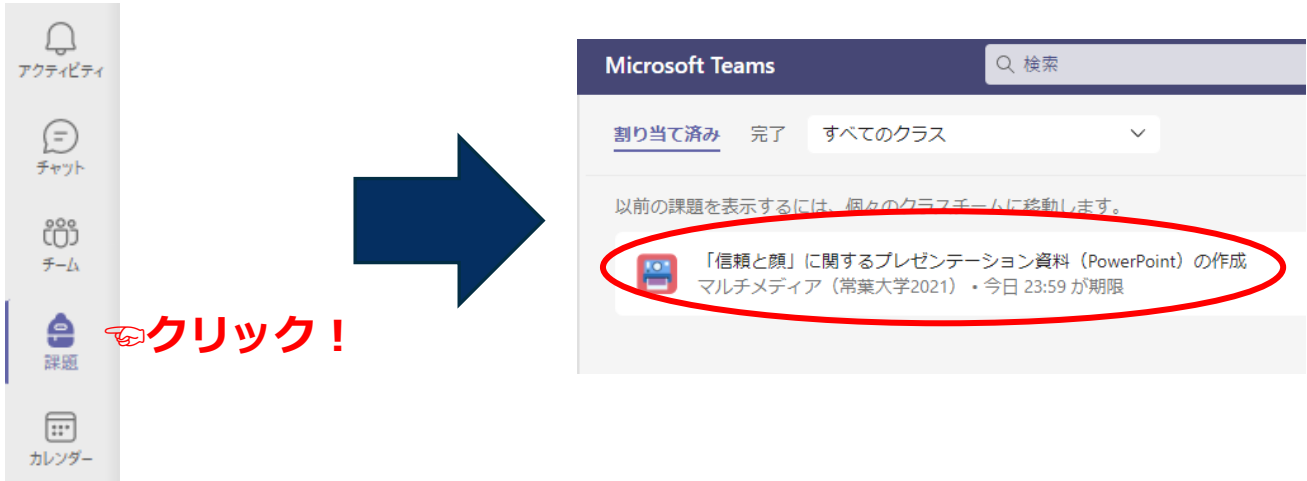 アクティビティ
チャット
チーム
課題
カレンダー
☜クリック！
Microsoft Teams
検索
割り当て済み 完了 すべてのクラス
以前の課題を表示するには、個々のクラスチームに移動します。
「信頼と顔」に関するプレゼンテーション資料（PowerPoint）の作成
マルチメディア（常葉大学2021）・今日 23:59 が期限